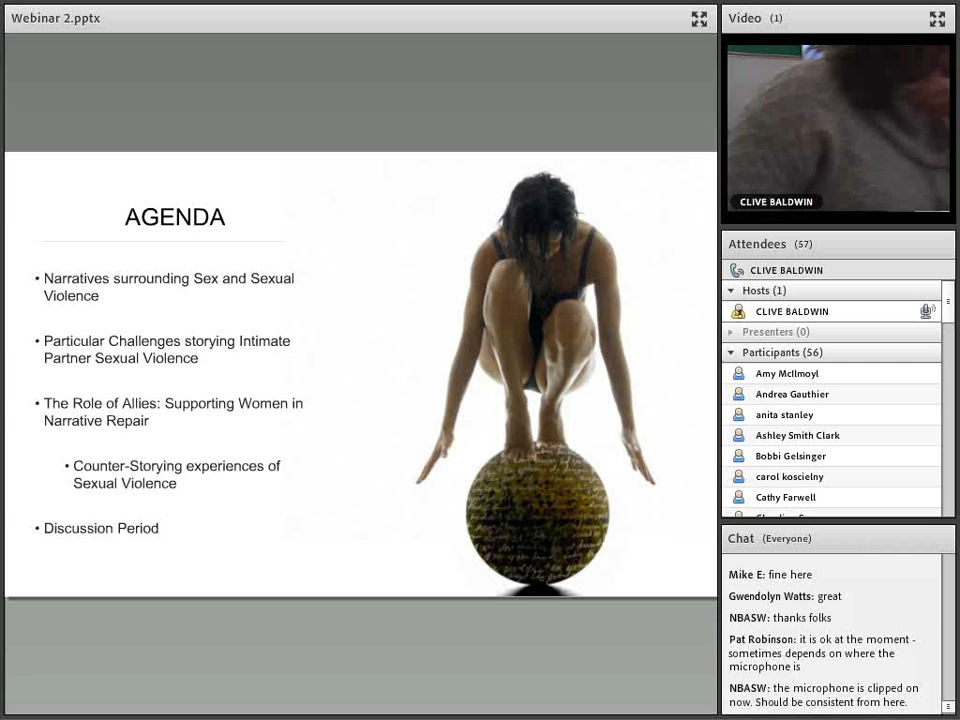 Webinar 2.pptx
AGENDA
• Narratives surrounding Sex and Sexual
Violence
• Particular Challenges storying Intimate
Partner Sexual Violence
• The Role of Allies: Supporting Women in
Narrative Repair
• Counter-Storying experiences of
Sexual Violence
• Discussion Period
Video (1)
CLIVE BALDWIN
Attendees (57)
CLIVE BALDWIN
Hosts (1)
CLIVE BALDWIN
Presenters (0)
Participants (56)
Amy McIlmoyl
Andrea Gauthier
anita stanley
Ashley Smith Clark
Bobbi Gelsinger
carol koscielny
Cathy Farwell
Chat (Everyone)
Mike E: fine here
Gwendolyn Watts: great
NBASW: thanks folks
Pat Robinson: it is ok at the moment -
sometimes depends on where the
microphone is
NBASW: the microphone is clipped on
now. Should be consistent from here.